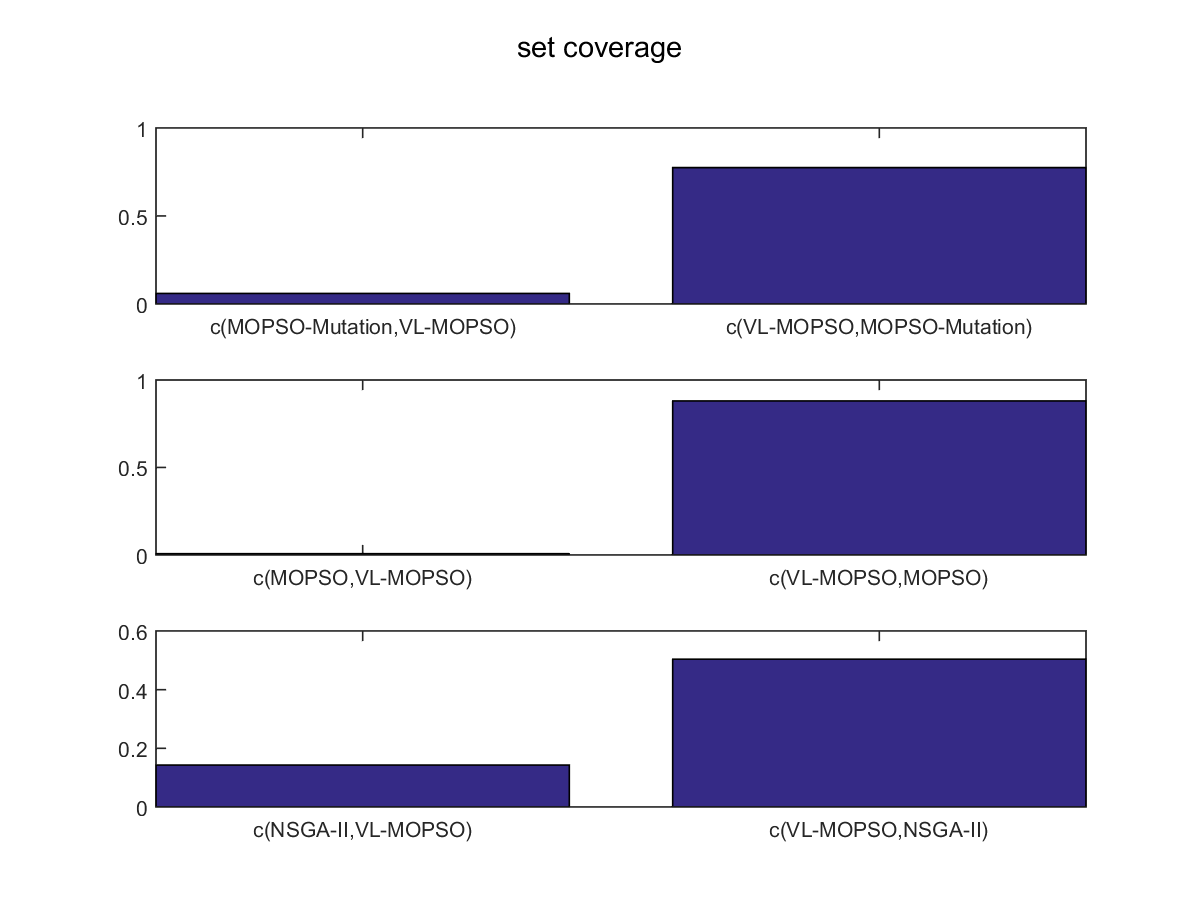 set coverage
1
0.5
0
c(MOPSO-Mutation,VL-MOPSO) c(VL-MOPSO,MOPSO-Mutation)
1
0.5
0
c(MOPSO,VL-MOPSO) c(VL-MOPSO,MOPSO)
0.6
0.4
0.2
0
c(NSGA-II,VL-MOPSO) c(VL-MOPSO,NSGA-II)